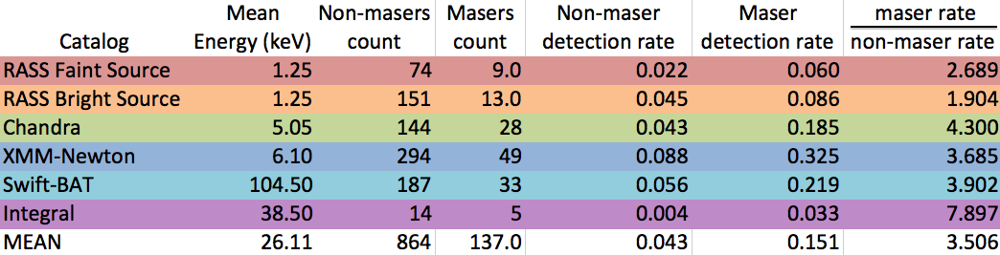 Mean Non-masers Masers Non-maser Maser maser rate
Catalog Energy (keV) count count detection rate detection rate non-maser rate
RASS Faint Source 1.25 74 9.0 0.022 0.060 2.689
RASS Bright Source 1.25 151 13.0 0.045 0.086 1.904
Chandra 5.05 144 28 0.043 0.185 4.300
XMM-Newton 6.10 294 49 0.088 0.325 3.685
Swift-BAT 104.50 187 33 0.056 0.219 3.902
Integral 38.50 14 5 0.004 0.033 7.897
MEAN 26.11 864 137.0 0.043 0.151 3.506